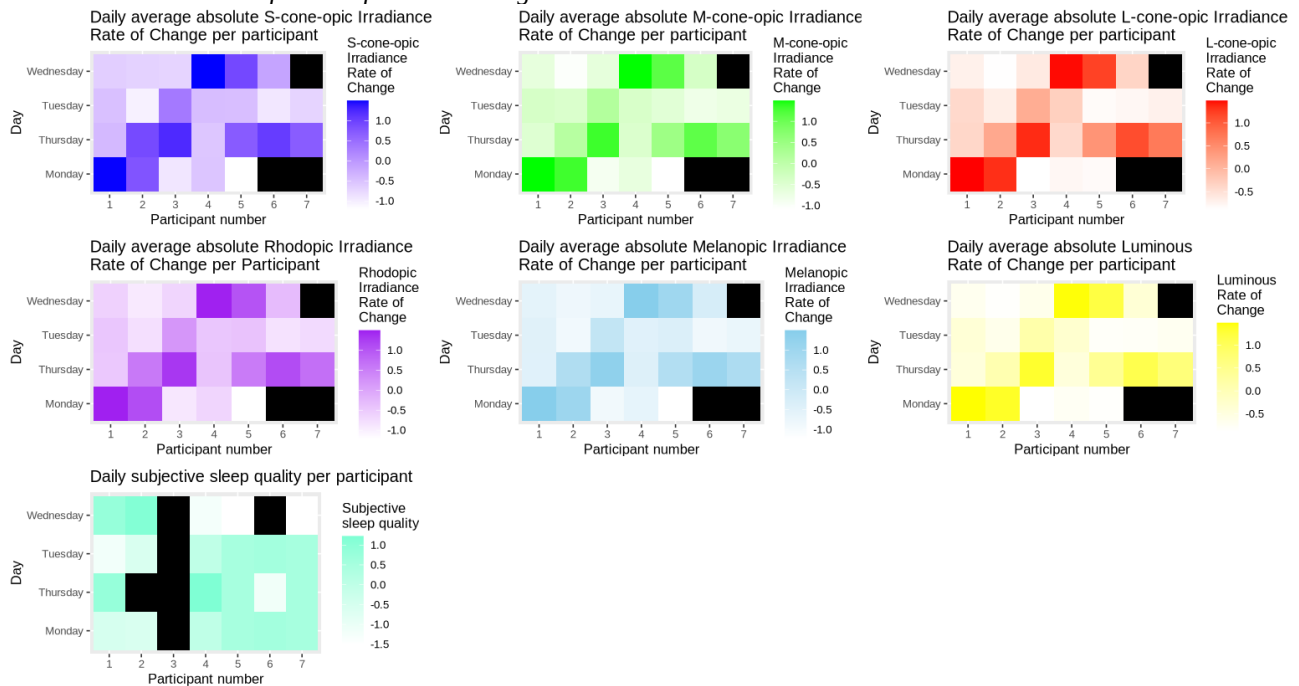 Daily average absolute S-cone-opic Irradiance
Rate of Change per participant
S-cone-opic
Irradiance
Rate of
Change
1.0
0.5
0.0
-0.5
-1.0
Day
Wednesday
Tuesday
Thursday
Monday
1 2 3 4 5 6 7
Participant number
Daily average absolute M-cone-opic Irradiance
Rate of Change per participant
M-cone-opic
Irradiance
Rate of
Change
1.0
0.5
0.0
-0.5
-1.0
Day
Wednesday
Tuesday
Thursday
Monday
1 2 3 4 5 6 7
Participant number
Daily average absolute L-cone-opic Irradiance
Rate of Change per participant
L-cone-opic
Irradiance
Rate of
Change
1.0
0.5
0.0
-0.5
Day
Wednesday
Tuesday
Thursday
Monday
1 2 3 4 5 6 7
Participant number
Daily average absolute Rhodopic Irradiance
Rate of Change per Participant
Rhodopic
Irradiance
Rate of
Change
1.0
0.5
0.0
-0.5
-1.0
Wednesday
Tuesday
Thursday
Monday
1 2 3 4 5 6 7
Participant number
Daily average absolute Melanopic Irradiance
Rate of Change per participant
Melanopic
Irradiance
Rate of
Change
1.0
0.5
0.0
-0.5
-1.0
Wednesday
Tuesday
Thursday
Monday
1 2 3 4 5 6 7
Participant number
Daily average absolute Luminous
Rate of Change per participant
Luminous
Rate of
Change
1.0
0.5
0.0
-0.5
Wednesday
Tuesday
Thursday
Monday
1 2 3 4 5 6 7
Participant number
Daily subjective sleep quality per participant
Subjective
sleep quality
1.0
0.5
0.0
-0.5
-1.0
-1.5
Day
Wednesday
Tuesday
Thursday
Monday
1 2 3 4 5 6 7
Participant number